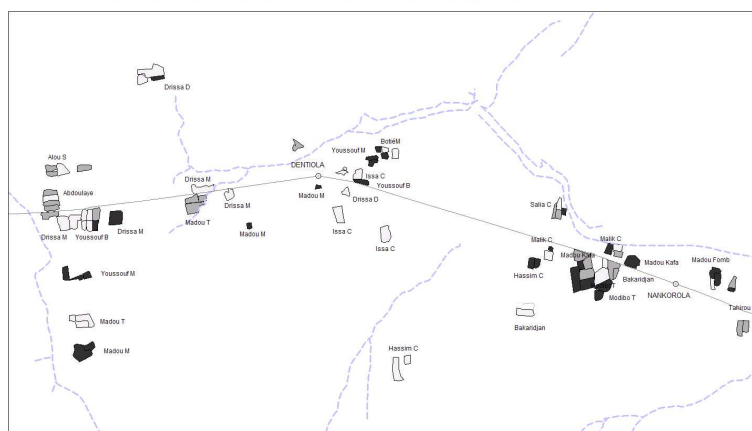 Drissa D
BotiéM
Youssouf M
Alou S
DENTIOLA
Issa C
Drissa M
Youssouf B
Abdoulaye
Madou M
Drissa D
Drissa M
Salia C
Madou T
Issa C
Drissa M
Youssouf B
Drissa M
Madou M
Issa C
Malik C
Malik C
Madou Kafa
Madou Fomb
Madou Kafa
Youssouf M
Hassim C
Bakaridjan
Modibo T
NANKOROLA
Tahirou
Madou T
Bakaridjan
Madou M
Hassim C